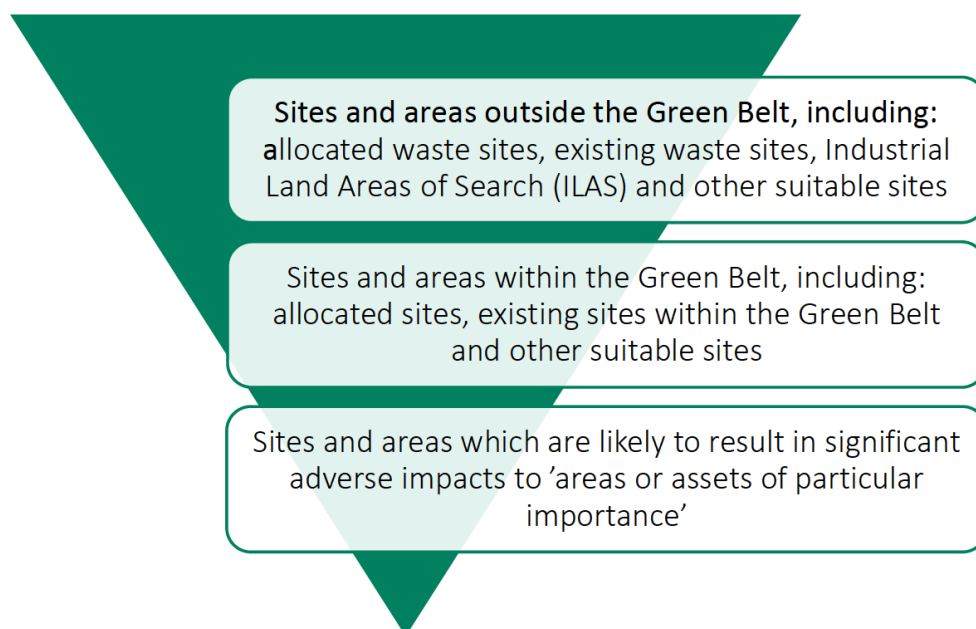 Sites and areas outside the Green Belt, including:
allocated waste sites, existing waste sites, Industrial
Land Areas of Search (ILAS) and other suitable sites
Sites and areas within the Green Belt, including:
allocated sites, existing sites within the Green Belt
and other suitable sites
Sites and areas which are likely to result in significant
adverse impacts to ’areas or assets of particular
importance’